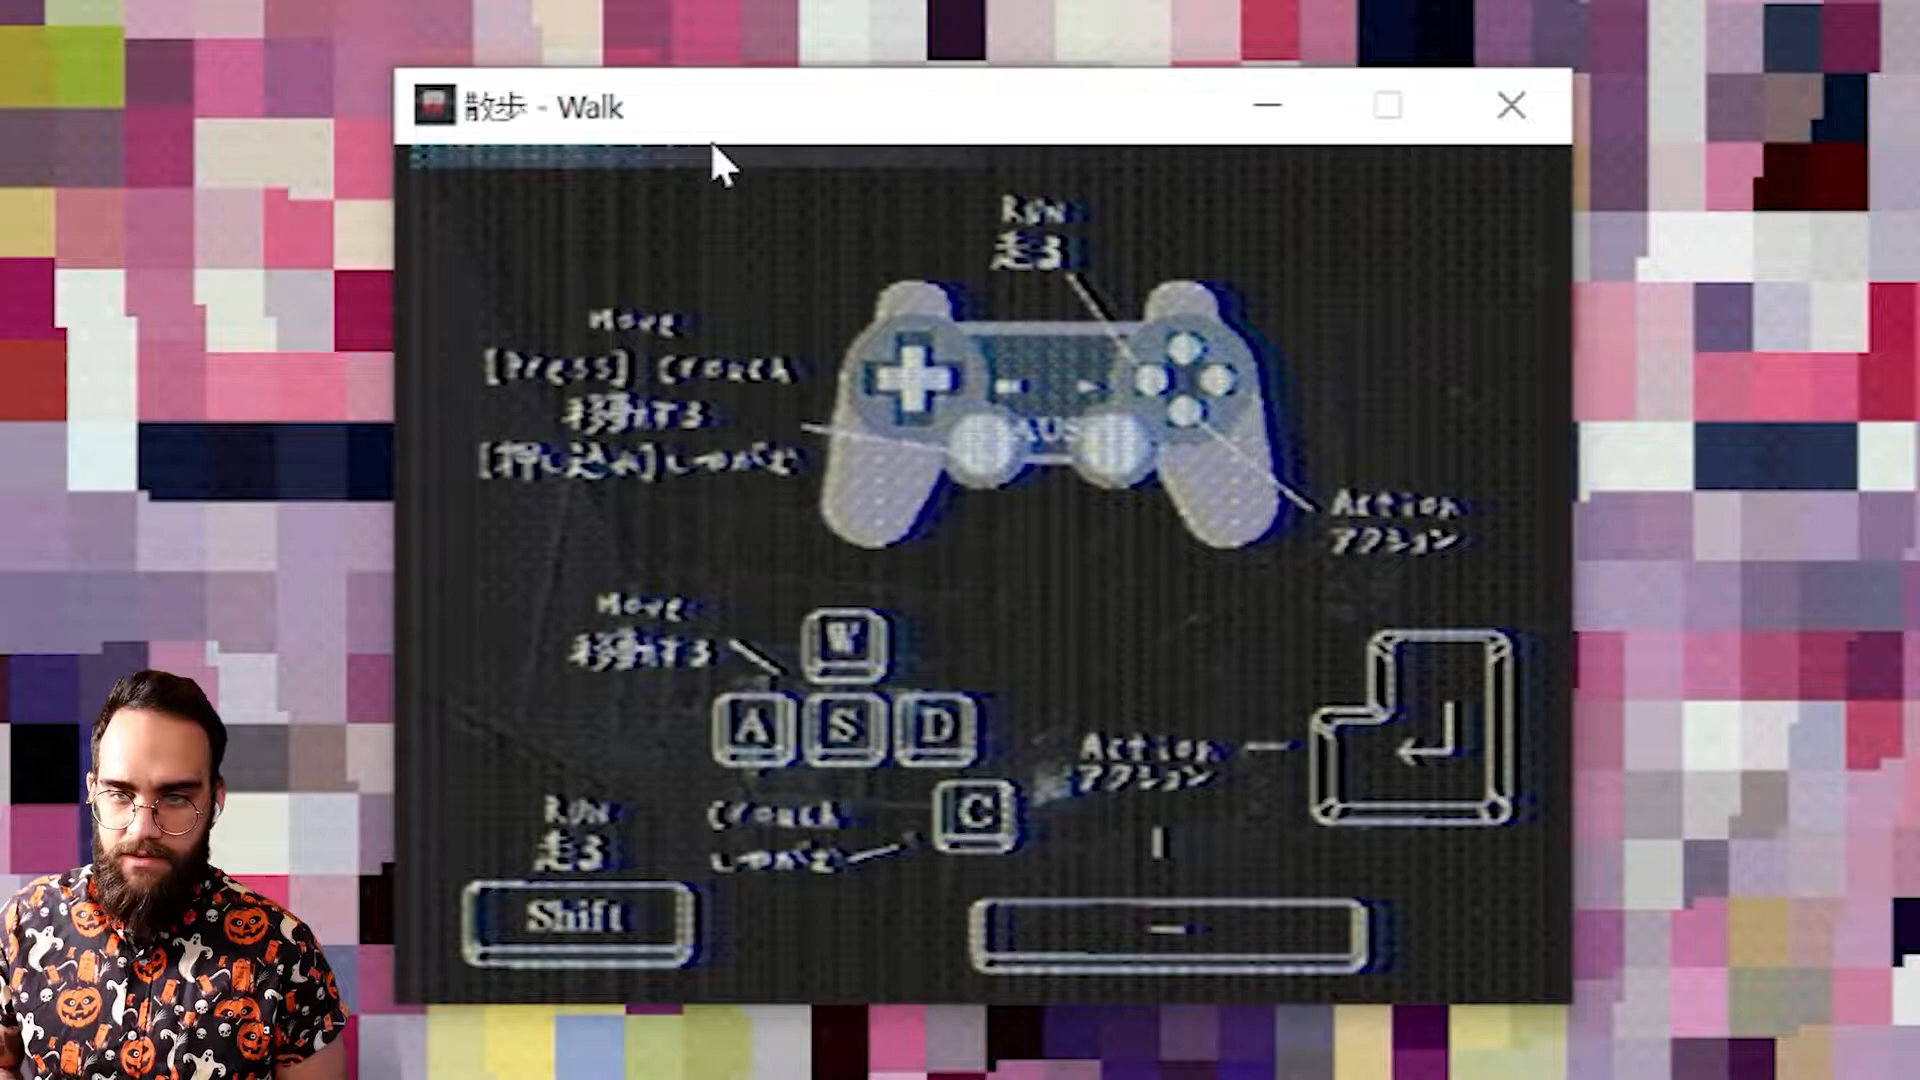 散歩 - Walk
Run
走る
Move
[Press] Crouch
移動する
[押し込み]しゃがむ
AUS
Action
アクション
Move
移動する
W
A S D
Action
アクション
C
Run
走る
Crouch
しゃがむ
Shift